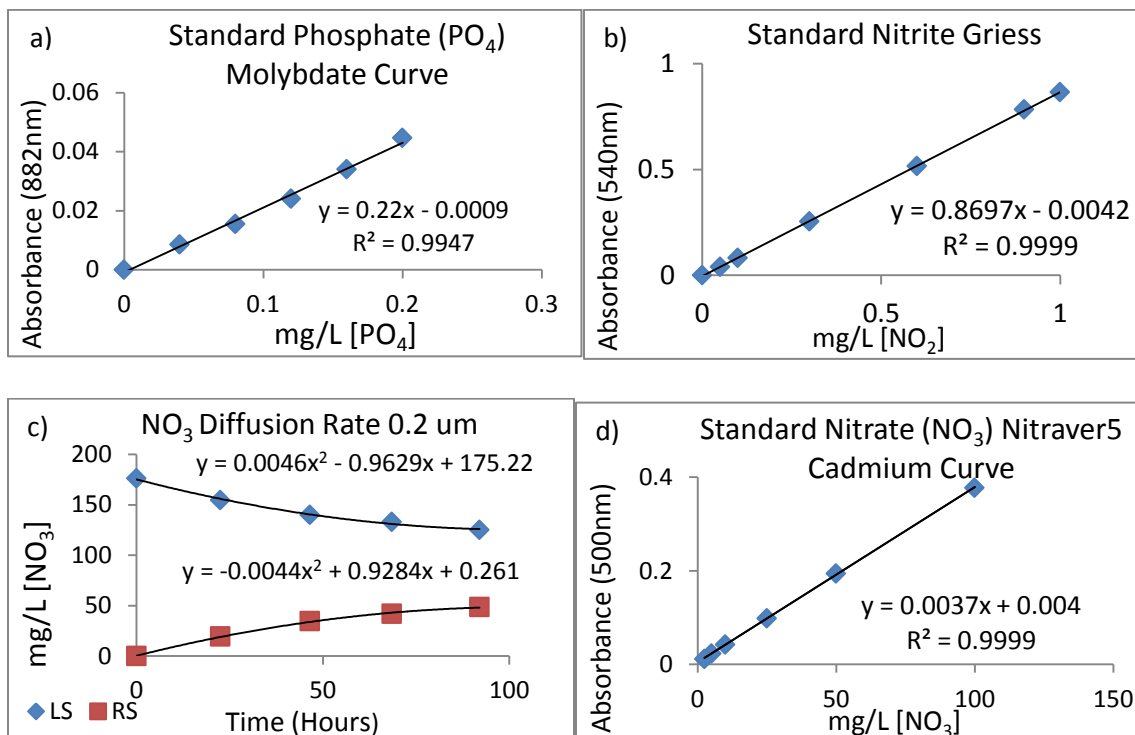 a)
Standard Phosphate (PO₄)
Molybdate Curve
Absorbance (882nm)
0.06
0.04
0.02
0
y = 0.22x - 0.0009
R² = 0.9947
0
0.1
0.2
0.3
mg/L [PO₄]
b)
Standard Nitrite Griess
Absorbance (540nm)
1
0.5
0
y = 0.8697x - 0.0042
R² = 0.9999
0
0.5
1
mg/L [NO₂]
c)
NO₃ Diffusion Rate 0.2 um
mg/L [NO₃]
200
150
100
50
0
y = 0.0046x² - 0.9629x + 175.22
y = -0.0044x² + 0.9284x + 0.261
0
50
100
Time (Hours)
LS
RS
d)
Standard Nitrate (NO₃) Nitraver5
Cadmium Curve
Absorbance (500nm)
0.4
0.2
0
y = 0.0037x + 0.004
R² = 0.9999
0
50
100
150
mg/L [NO₃]